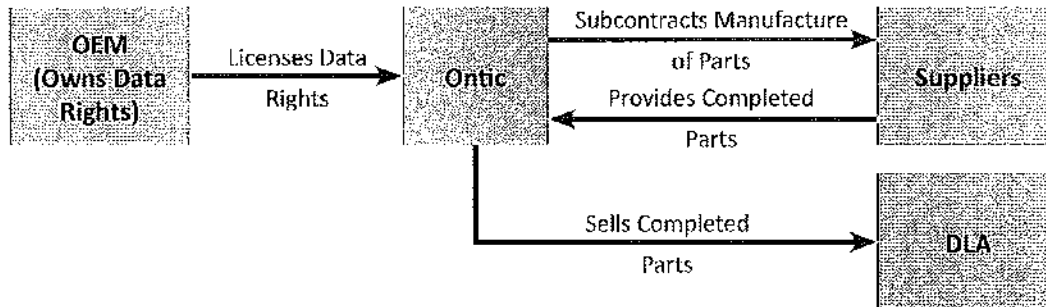 OEM
(Owns Data
Rights)
Licenses Data
Rights
Ontic
Subcontracts Manufacture
of Parts
Provides Completed
Parts
Suppliers
Sells Completed
Parts
DLA